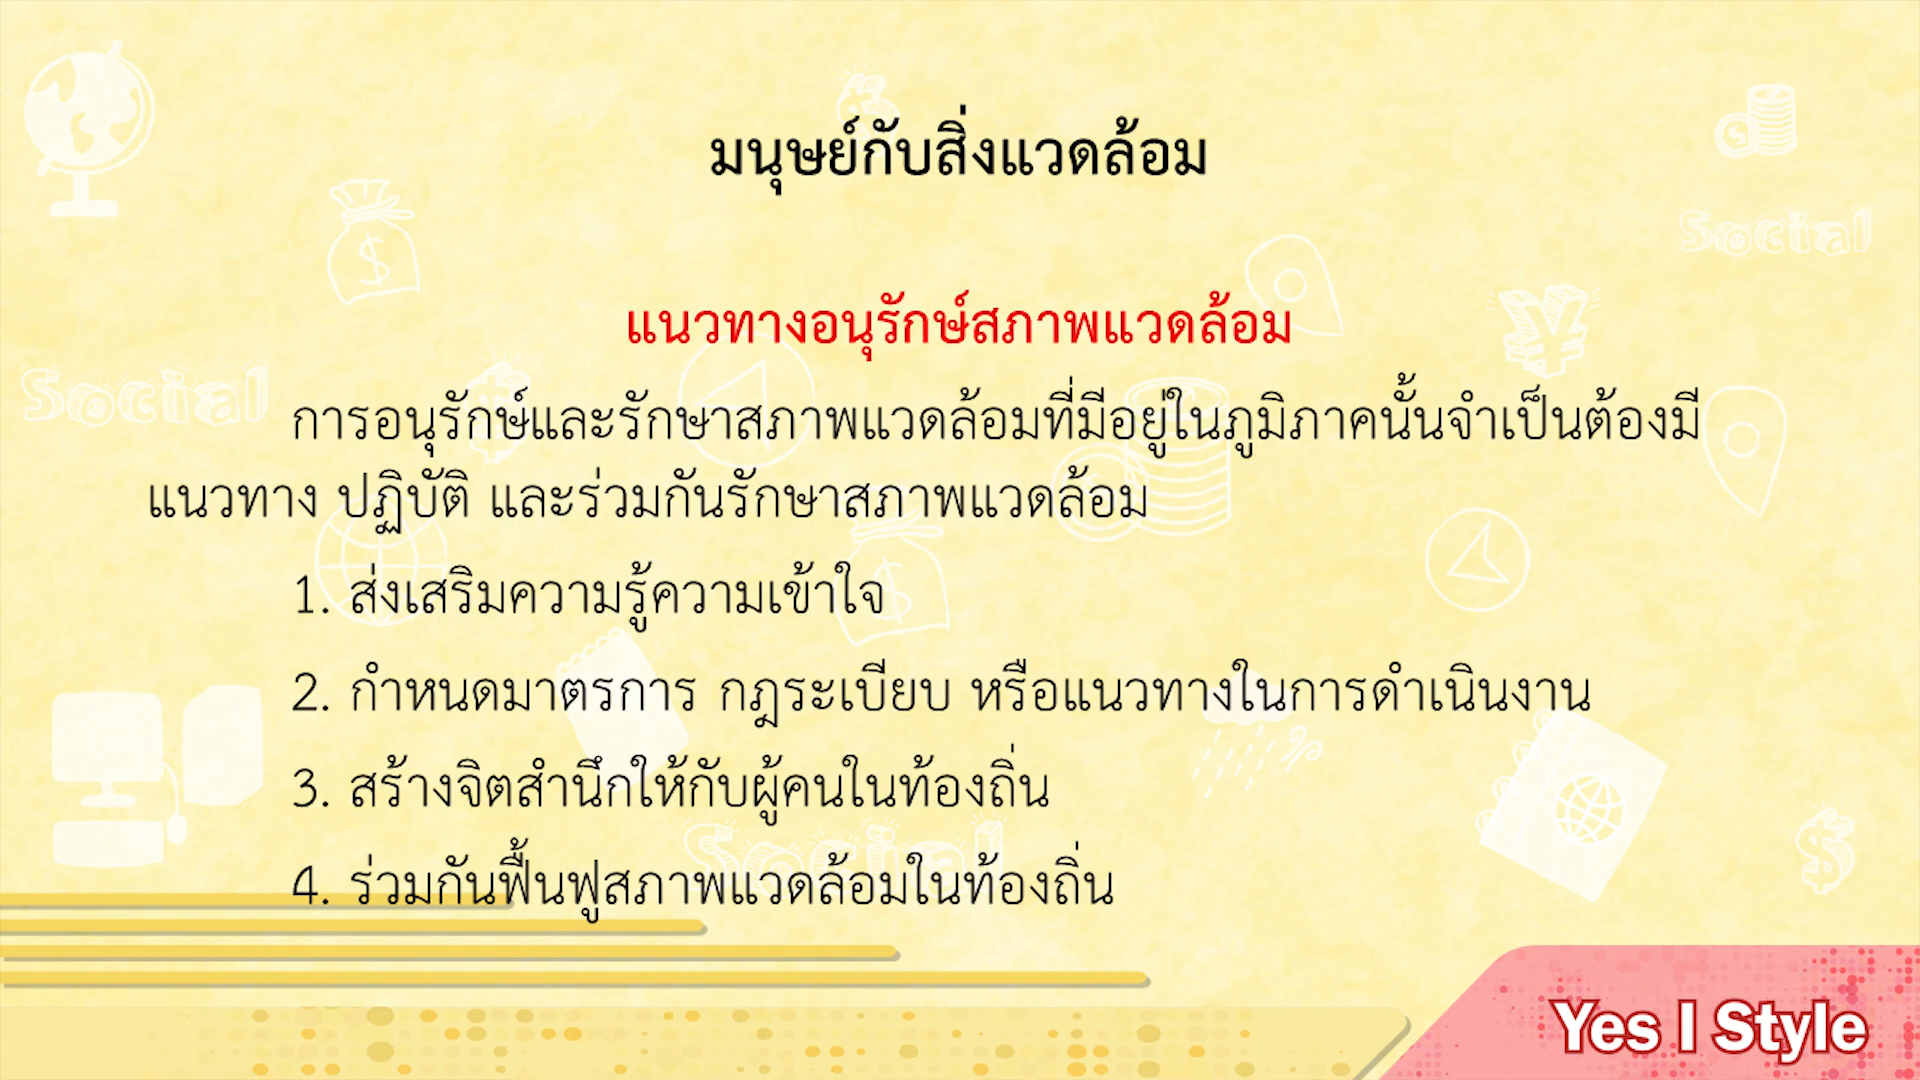 มนุษย์กับสิ่งแวดล้อม
Social
แนวทางอนุรักษ์สภาพแวดล้อม
Social
การอนุรักษ์และรักษาสภาพแวดล้อมที่มีอยู่ในภูมิภาคนั้นจำเป็นต้องมี
แนวทาง ปฏิบัติ และร่วมกันรักษาสภาพแวดล้อม
1. ส่งเสริมความรู้ความเข้าใจ
2. กำหนดมาตรการ กฎระเบียบ หรือแนวทางในการดำเนินงาน
3. สร้างจิตสำนึกให้กับผู้คนในท้องถิ่น
Social
4. ร่วมกันฟื้นฟูสภาพแวดล้อมในท้องถิ่น
Yes I Style